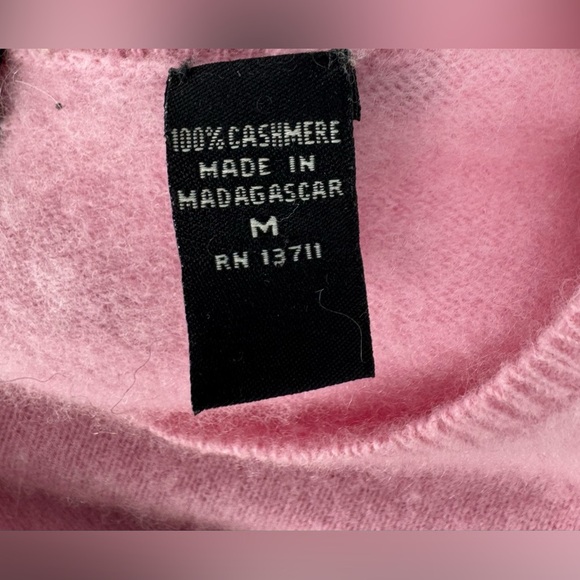 100% CASHMERE
MADE IN
MADAGASCAR
M
RN 13711